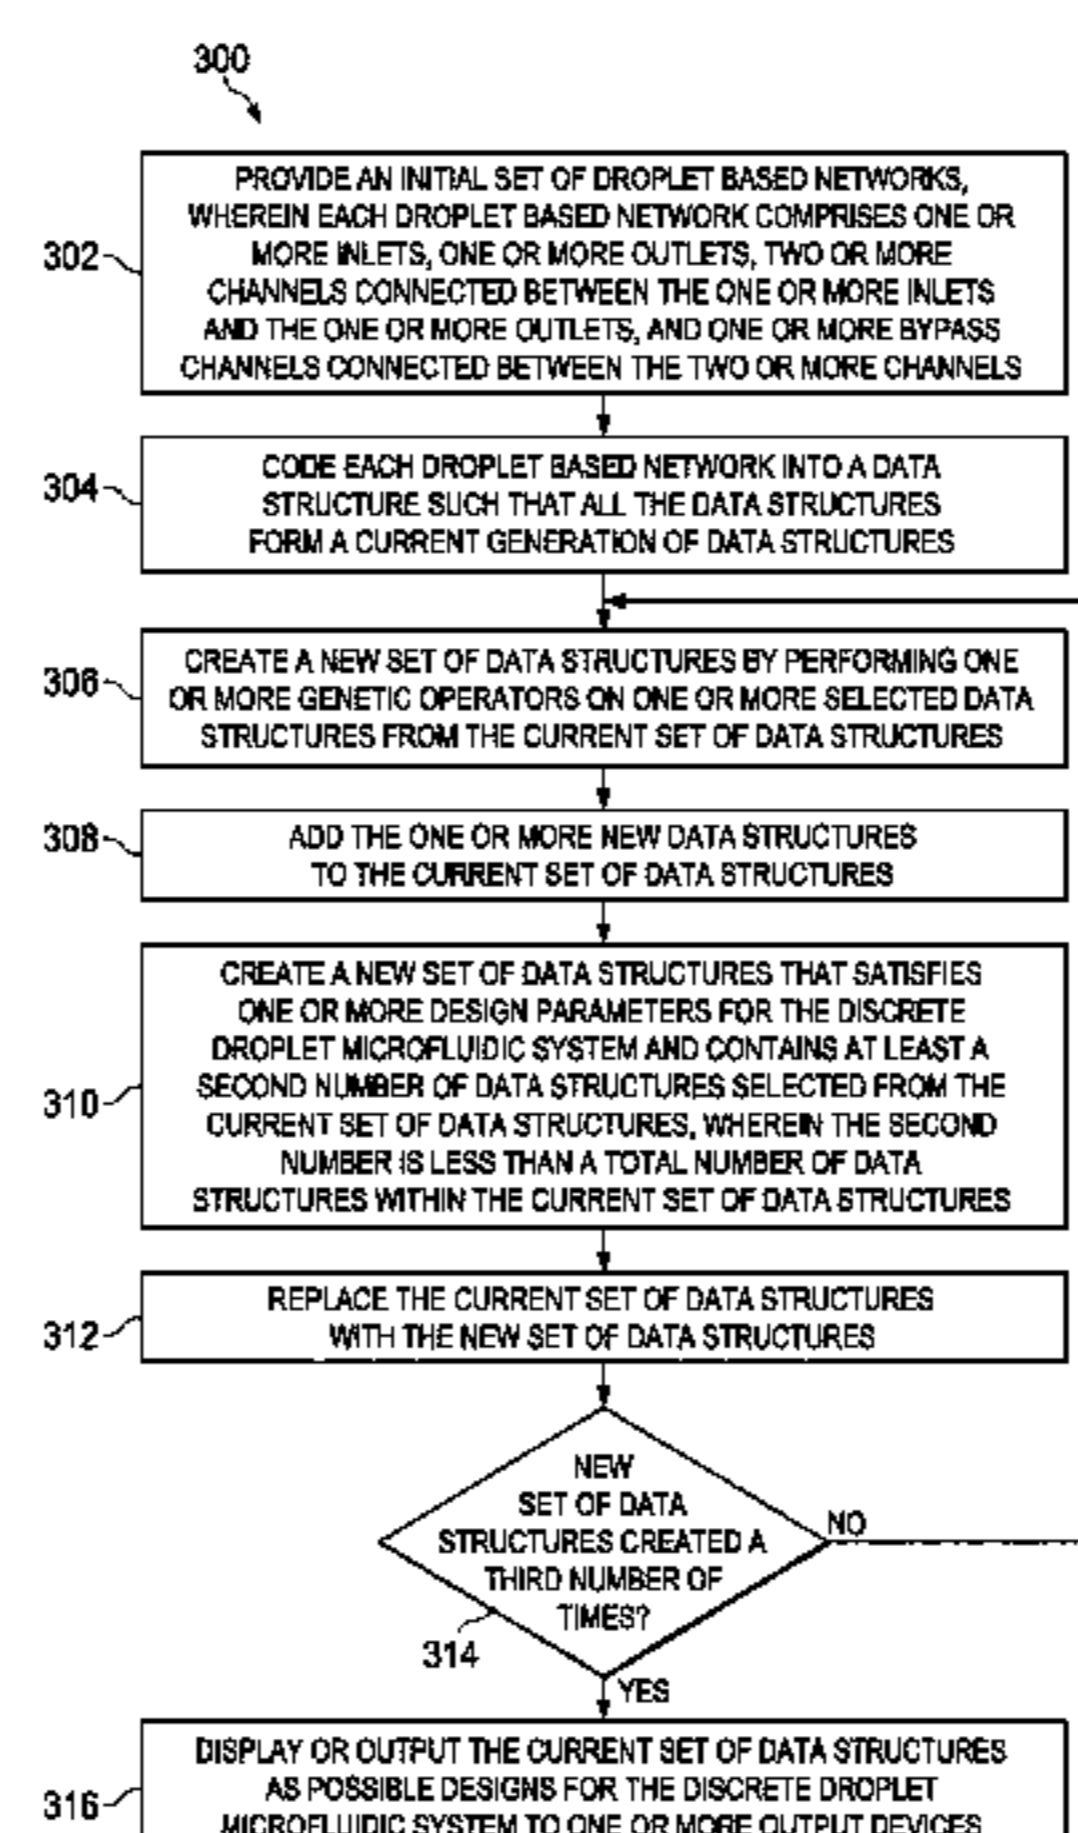 300
302
PROVIDE AN INITIAL SET OF DROPLET BASED NETWORKS,
WHEREIN EACH DROPLET BASED NETWORK COMPRISES ONE OR
MORE INLETS, ONE OR MORE OUTLETS, TWO OR MORE
CHANNELS CONNECTED BETWEEN THE ONE OR MORE INLETS
AND THE ONE OR MORE OUTLETS, AND ONE OR MORE BYPASS
CHANNELS CONNECTED BETWEEN THE TWO OR MORE CHANNELS
304
CODE EACH DROPLET BASED NETWORK INTO A DATA
STRUCTURE SUCH THAT ALL THE DATA STRUCTURES
FORM A CURRENT GENERATION OF DATA STRUCTURES
306
CREATE A NEW SET OF DATA STRUCTURES BY PERFORMING ONE
OR MORE GENETIC OPERATORS ON ONE OR MORE SELECTED DATA
STRUCTURES FROM THE CURRENT SET OF DATA STRUCTURES
308
ADD THE ONE OR MORE NEW DATA STRUCTURES
TO THE CURRENT SET OF DATA STRUCTURES
310
CREATE A NEW SET OF DATA STRUCTURES THAT SATISFIES
ONE OR MORE DESIGN PARAMETERS FOR THE DISCRETE
DROPLET MICROFLUIDIC SYSTEM AND CONTAINS AT LEAST A
SECOND NUMBER OF DATA STRUCTURES SELECTED FROM THE
CURRENT SET OF DATA STRUCTURES, WHEREIN THE SECOND
NUMBER IS LESS THAN A TOTAL NUMBER OF DATA
STRUCTURES WITHIN THE CURRENT SET OF DATA STRUCTURES
312
REPLACE THE CURRENT SET OF DATA STRUCTURES
WITH THE NEW SET OF DATA STRUCTURES
NEW
SET OF DATA
STRUCTURES CREATED A
THIRD NUMBER OF
TIMES?
NO
314
YES
316
DISPLAY OR OUTPUT THE CURRENT SET OF DATA STRUCTURES
AS POSSIBLE DESIGNS FOR THE DISCRETE DROPLET
MICROFLUIDIC SYSTEM TO ONE OR MORE OUTPUT DEVICES